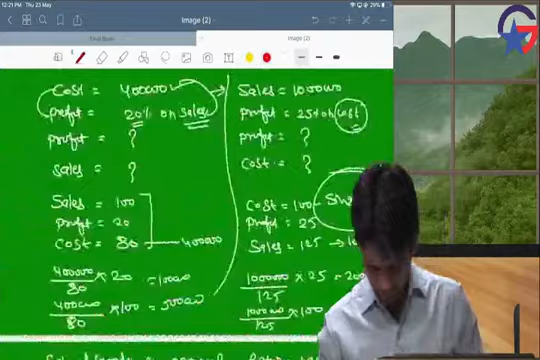 12:21 PM Thu 23 May
29%
Image (2)
Image (2)
Cost = 400000
profit = 20% on Sales
profit = ?
sales = ?
Sales = 100
profit = 20
Cost = 80 — 400000
400000/80 × 20 = 100000
400000/80 × 100 = 500000
Sales = 1000000
profit = 25% on Cost
profit = ?
cost = ?
Cost = 100
Profit = 25
Sales = 125 →
1000000/125 × 25 = 200
1000000/125 × 100